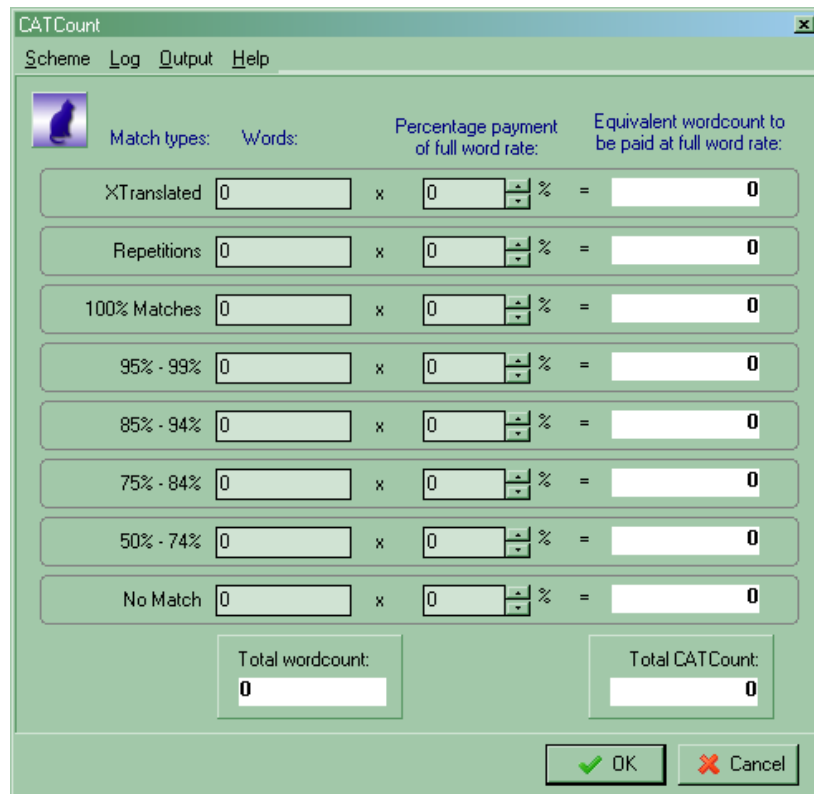 CATCount
Scheme Log Output Help
Match types: Words: Percentage payment of full word rate: Equivalent wordcount to be paid at full word rate:
XTranslated 0 x 0 % = 0
Repetitions 0 x 0 % = 0
100% Matches 0 x 0 % = 0
95% - 99% 0 x 0 % = 0
85% - 94% 0 x 0 % = 0
75% - 84% 0 x 0 % = 0
50% - 74% 0 x 0 % = 0
No Match 0 x 0 % = 0
Total wordcount: Total CATCount:
0 0
OK Cancel